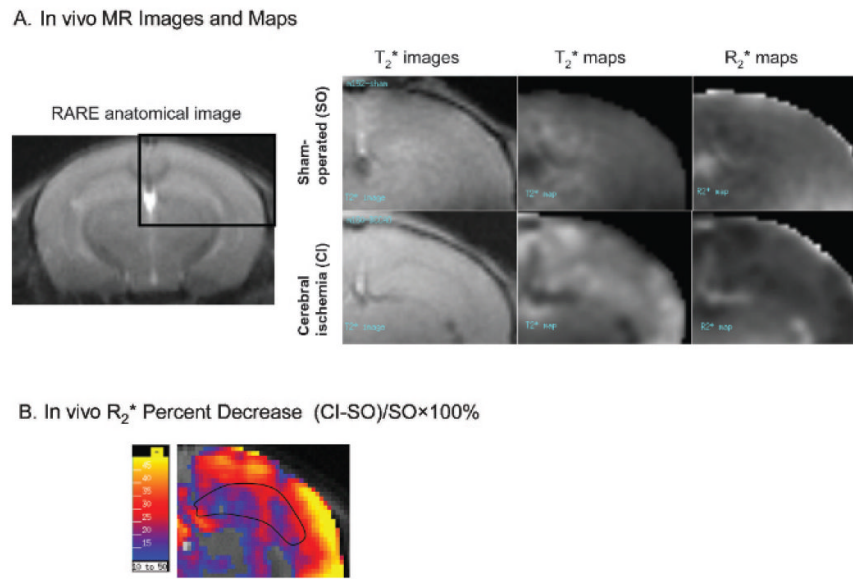 A. In vivo MR Images and Maps
T₂* images
T₂* maps
R₂* maps
RARE anatomical image
Sham-
operated (SO)
T2* image
T2* map
R2* map
Cerebral
ischemia (CI)
T2* image
T2* map
R2* map
B. In vivo R₂* Percent Decrease (CI-SO)/SO×100%
45
40
35
30
25
20
15
10 to 50